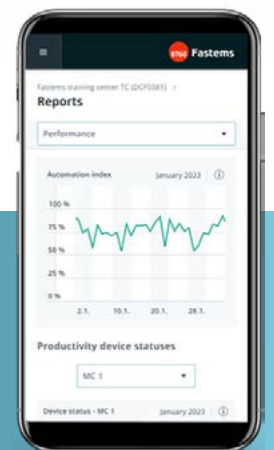 8760 Fastems
Fastems training center TC (DCF0381)
Reports
Performance
Automation index January 2023
100 %
75 %
50 %
25 %
0 %
2.1. 10.1. 20.1. 28.1.
Productivity device statuses
MC 1
Device status - MC 1 January 2023